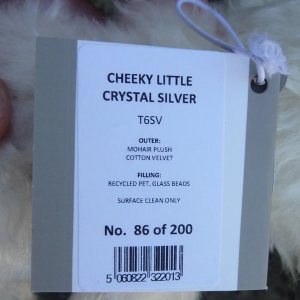 CHEEKY LITTLE
CRYSTAL SILVER
T6SV
OUTER:
MOHAIR PLUSH
COTTON VELVET
FILLING:
RECYCLED PET, GLASS BEADS
SURFACE CLEAN ONLY
No. 86 of 200
5 060822 322013